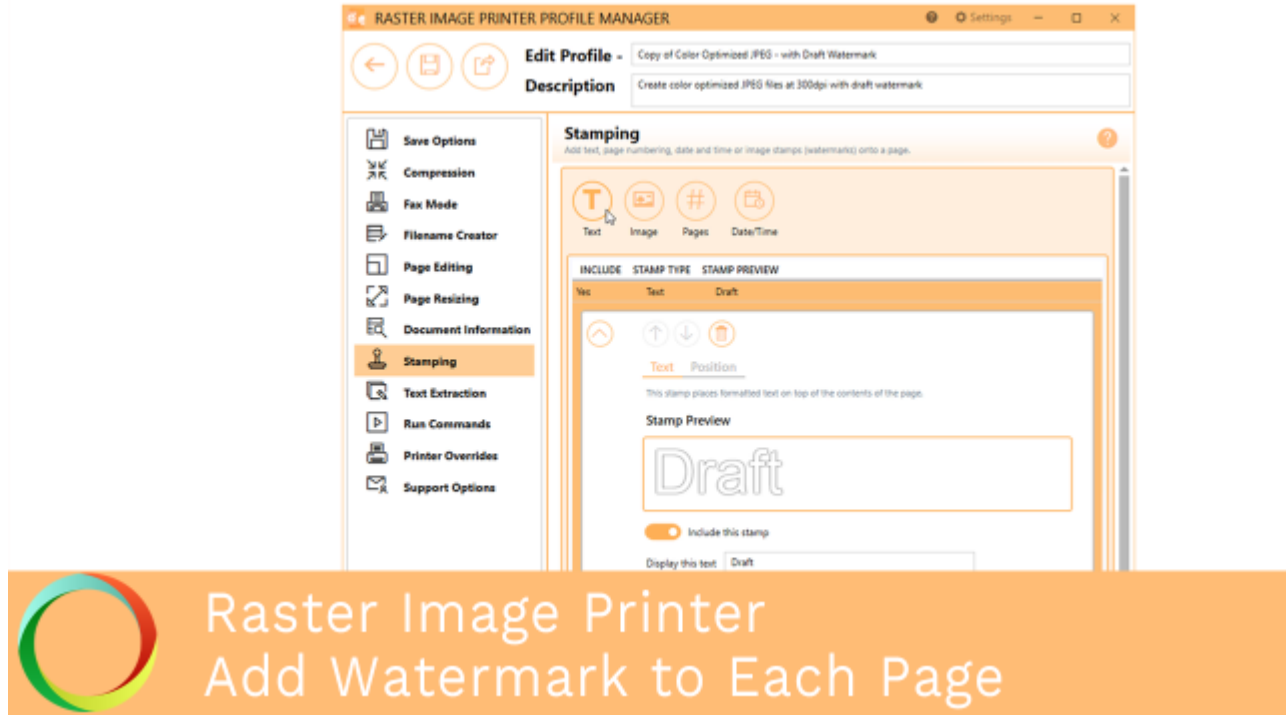 RASTER IMAGE PRINTER PROFILE MANAGER
Settings
Edit Profile - Copy of Color Optimized JPEG - with Draft Watermark
Description Create color optimized JPEG files at 300dpi with draft watermark
Save Options
Compression
Fax Mode
Filename Creator
Page Editing
Page Resizing
Document Information
Stamping
Text Extraction
Run Commands
Printer Overrides
Support Options
Stamping
Add text, page numbering, date and time or image stamps (watermarks) onto a page.
Text Image Pages Date/Time
INCLUDE STAMP TYPE STAMP PREVIEW
Yes Text Draft
Text Position
This stamp places formatted text on top of the contents of the page.
Stamp Preview
Draft
Include this stamp
Display this text Draft
Raster Image Printer
Add Watermark to Each Page